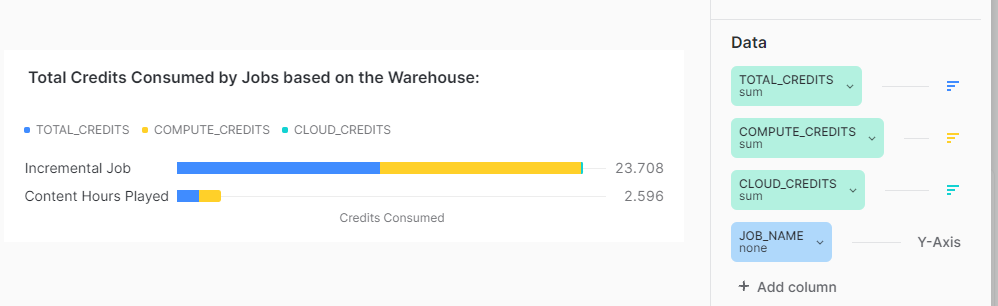 Total Credits Consumed by Jobs based on the Warehouse:
TOTAL_CREDITS COMPUTE_CREDITS CLOUD_CREDITS
Incremental Job 23.708
Content Hours Played 2.596
Credits Consumed
Data
TOTAL_CREDITS
sum
COMPUTE_CREDITS
sum
CLOUD_CREDITS
sum
JOB_NAME
none
Y-Axis
+ Add column